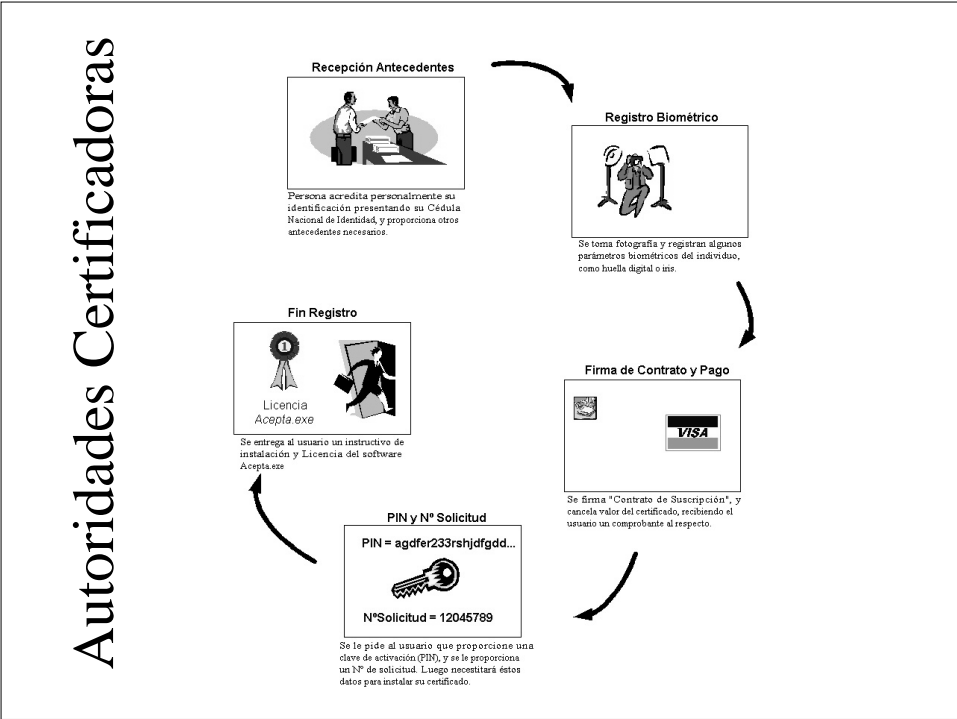 Autoridades Certificadoras
Recepción Antecedentes
Persona acredita personalmente su
identificación presentando su Cédula
Nacional de Identidad, y proporciona otros
antecedentes necesarios.
Registro Biométrico
Se toma fotografía y registran algunos
parámetros biométricos del individuo,
como huella digital o iris.
Firma de Contrato y Pago
VISA
Se firma "Contrato de Suscripción", y
cancela valor del certificado, recibiendo el
usuario un comprobante al respecto.
PIN y Nº Solicitud
PIN = agdfer233rshjdfgdd...
NºSolicitud = 12045789
Se le pide al usuario que proporcione una
clave de activación (PIN), y se le proporciona
un Nº de solicitud. Luego necesitará éstos
datos para instalar su certificado.
Fin Registro
1
Licencia
Acepta.exe
Se entrega al usuario un instructivo de
instalación y Licencia del software
Acepta.exe